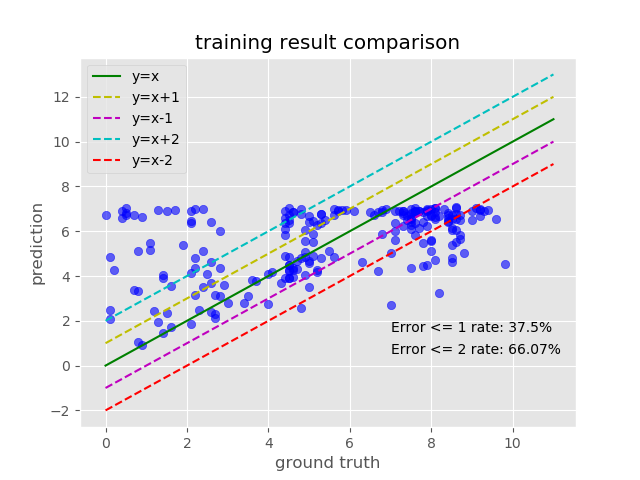 training result comparison
y=x
y=x+1
y=x-1
y=x+2
y=x-2
12
10
8
6
4
2
0
−2
prediction
Error <= 1 rate: 37.5%
Error <= 2 rate: 66.07%
0 2 4 6 8 10
ground truth